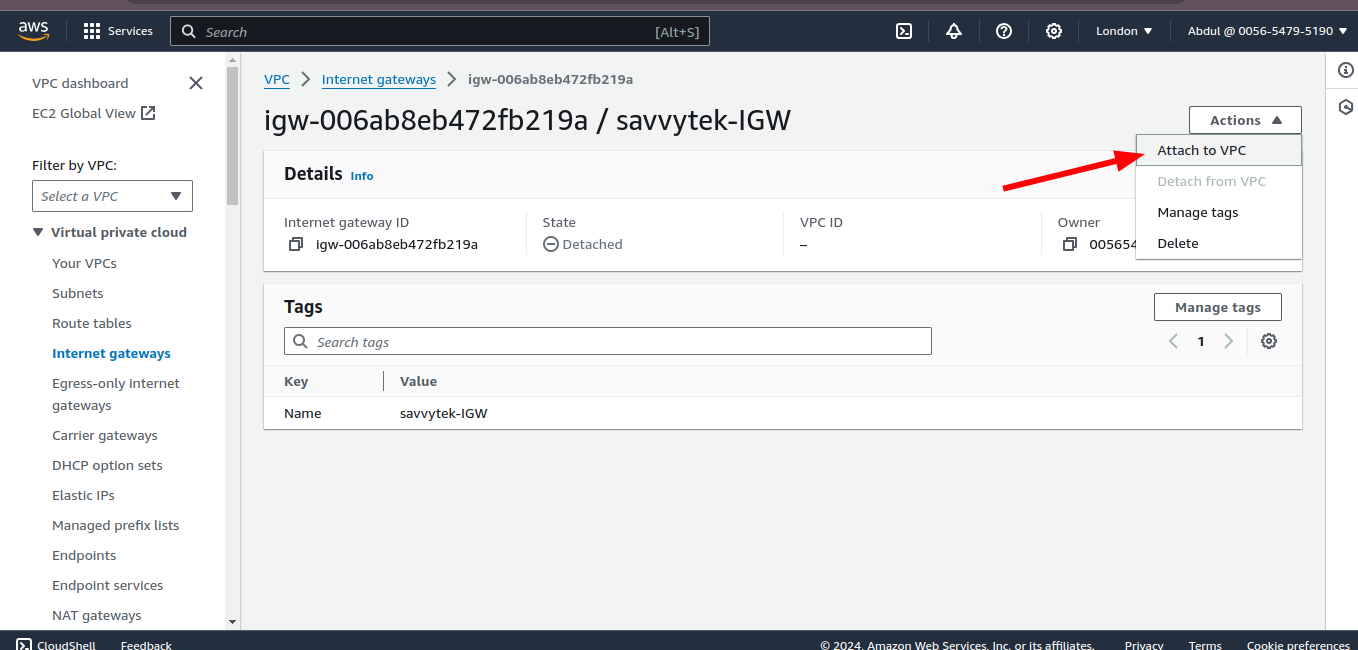 aws
Services
Search [Alt+S]
London
Abdul @ 0056-5479-5190
VPC dashboard
EC2 Global View
Filter by VPC:
Select a VPC
Virtual private cloud
Your VPCs
Subnets
Route tables
Internet gateways
Egress-only internet
gateways
Carrier gateways
DHCP option sets
Elastic IPs
Managed prefix lists
Endpoints
Endpoint services
NAT gateways
VPC > Internet gateways > igw-006ab8eb472fb219a
igw-006ab8eb472fb219a / savvytek-IGW
Actions
Attach to VPC
Detach from VPC
Manage tags
Delete
Details Info
Internet gateway ID
igw-006ab8eb472fb219a
State
Detached
VPC ID
–
Owner
005654
Tags
Manage tags
Search tags
1
Key Value
Name savvytek-IGW
CloudShell Feedback © 2024, Amazon Web Services, Inc. or its affiliates. Privacy Terms Cookie preferences